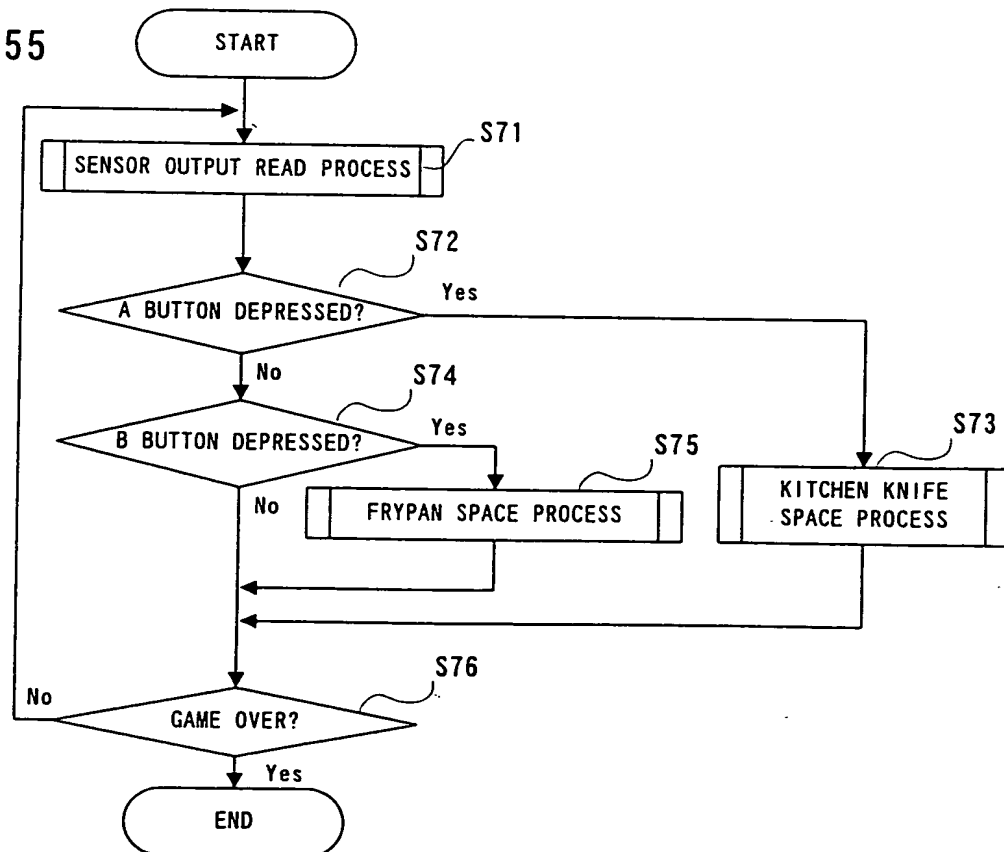 55
START
S71
SENSOR OUTPUT READ PROCESS
S72
A BUTTON DEPRESSED?
Yes
No
S74
B BUTTON DEPRESSED?
Yes
No
S75
FRYPAN SPACE PROCESS
S73
KITCHEN KNIFE
SPACE PROCESS
S76
GAME OVER?
No
Yes
END